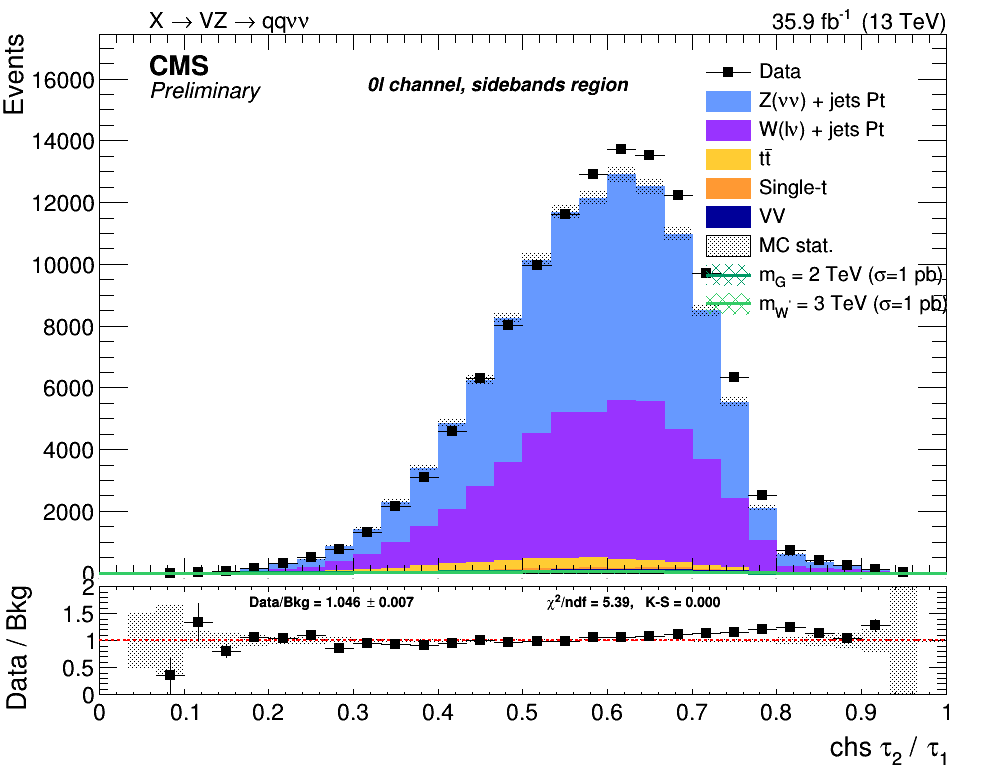 X → VZ → qqνν
35.9 fb⁻¹ (13 TeV)
Events
CMS
Preliminary
0l channel, sidebands region
Data
Z(νν) + jets Pt
W(lν) + jets Pt
tt̄
Single-t
VV
MC stat.
m_G = 2 TeV (σ=1 pb)
m_W' = 3 TeV (σ=1 pb)
16000
14000
12000
10000
8000
6000
4000
2000
0
Data / Bkg
2
1.5
1
0.5
0
Data/Bkg = 1.046 ± 0.007
χ²/ndf = 5.39, K-S = 0.000
0 0.1 0.2 0.3 0.4 0.5 0.6 0.7 0.8 0.9 1
chs τ₂ / τ₁